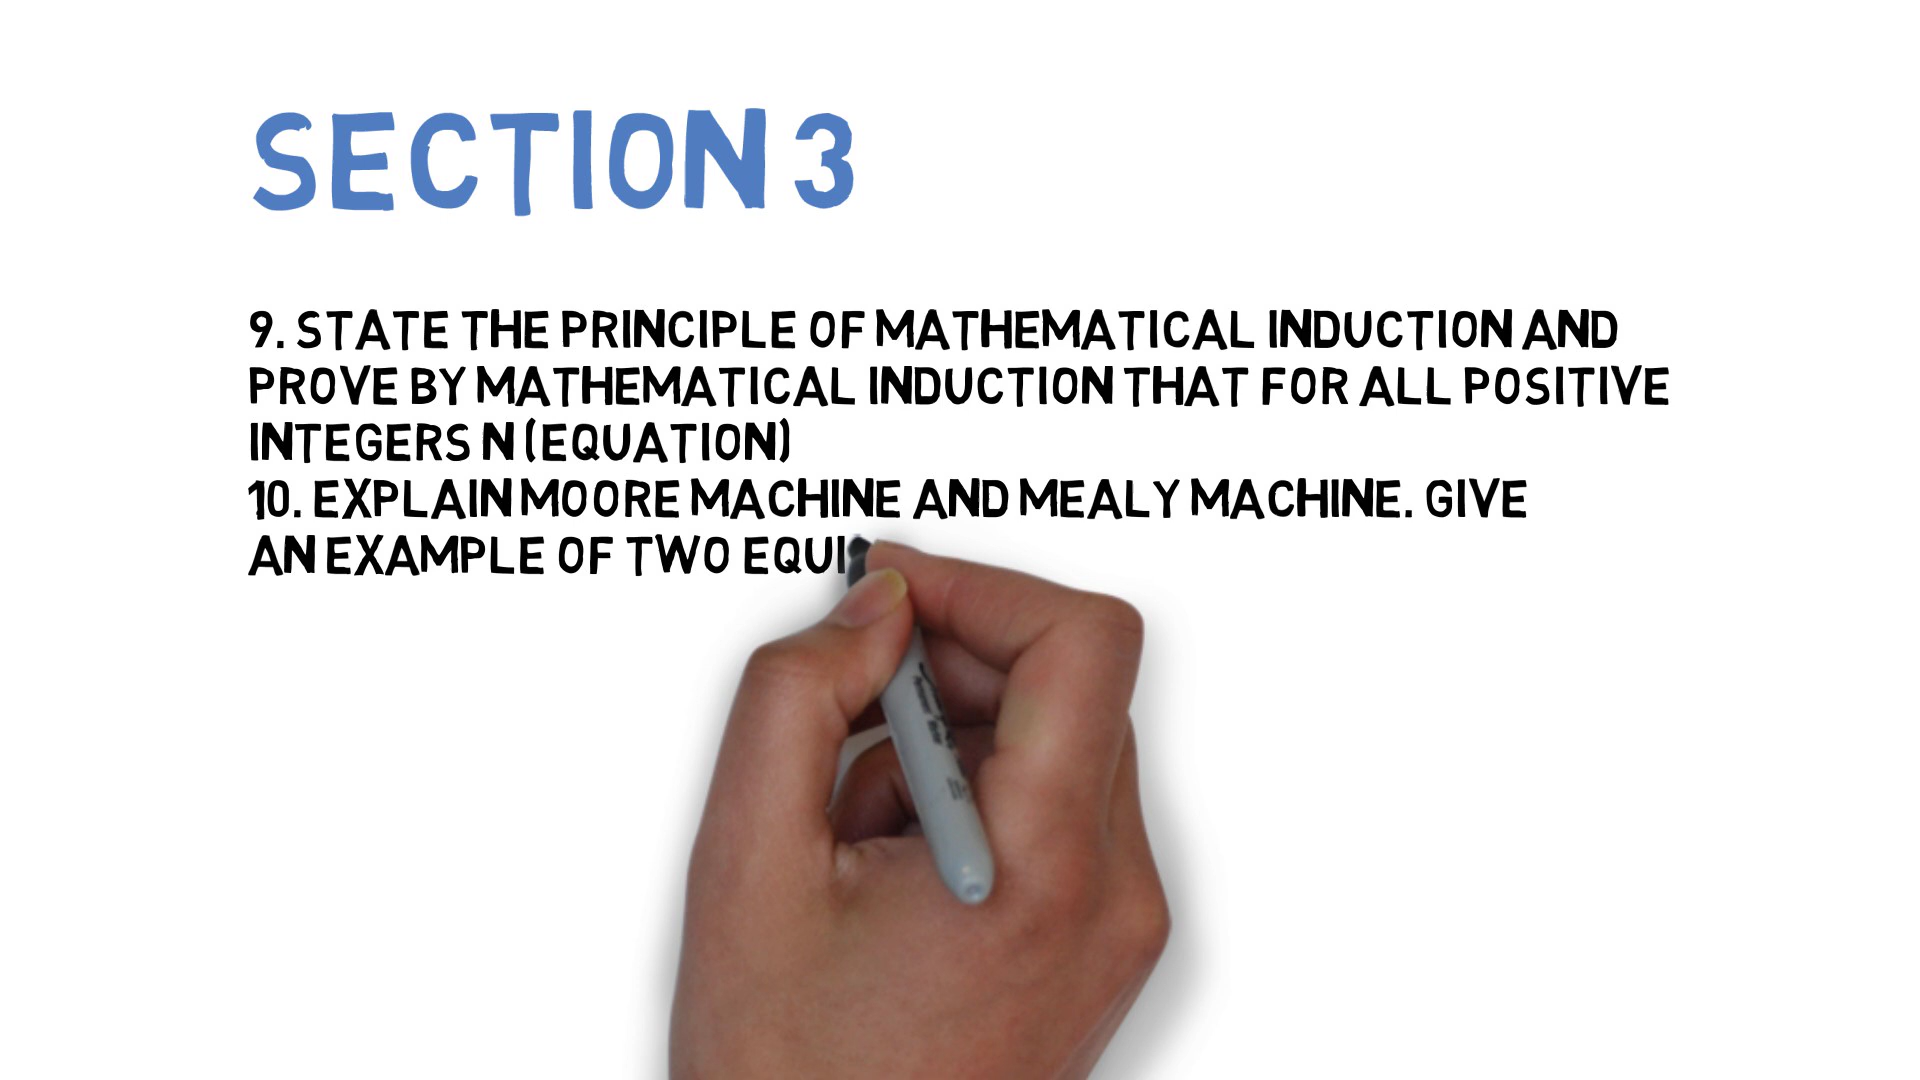 SECTION 3
9. STATE THE PRINCIPLE OF MATHEMATICAL INDUCTION AND
PROVE BY MATHEMATICAL INDUCTION THAT FOR ALL POSITIVE
INTEGERS N (EQUATION)
10. EXPLAIN MOORE MACHINE AND MEALY MACHINE. GIVE
AN EXAMPLE OF TWO EQUI